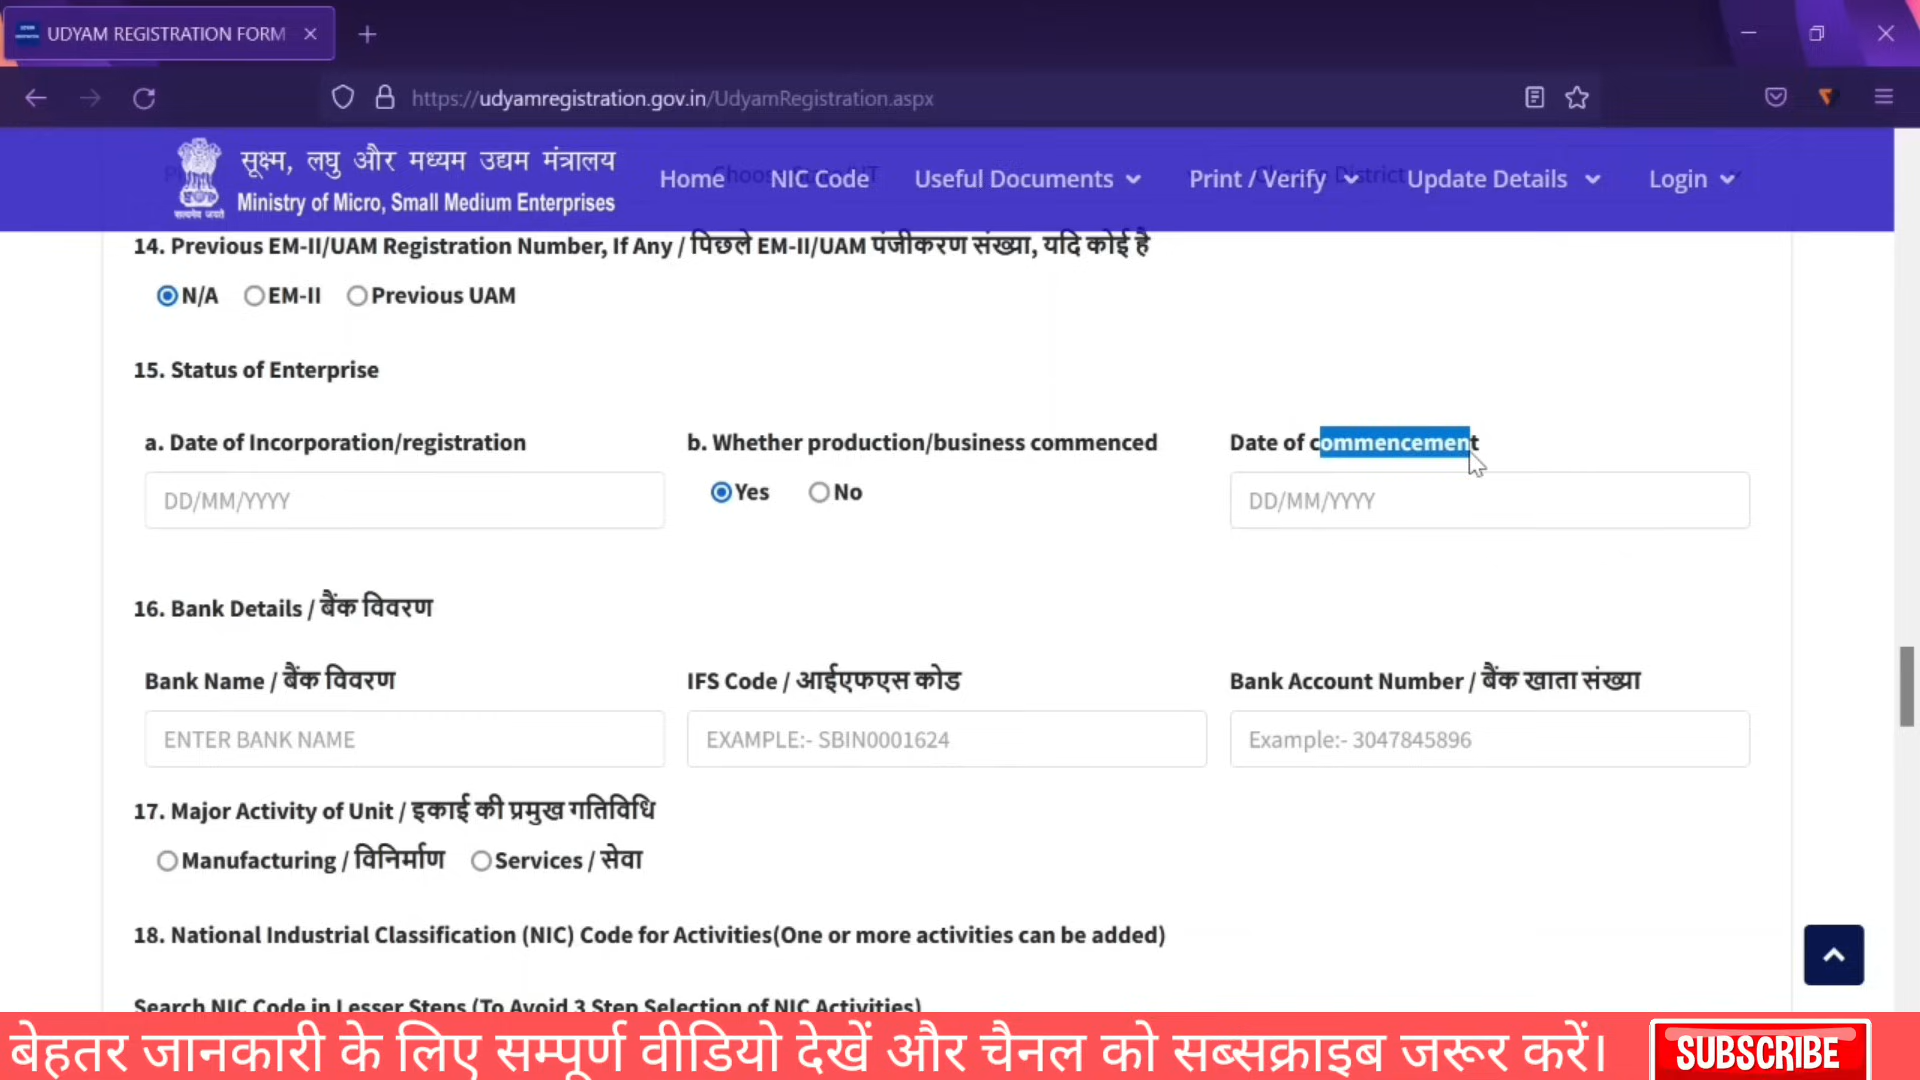 UDYAM REGISTRATION FORM
https://udyamregistration.gov.in/UdyamRegistration.aspx
सूक्ष्म, लघु और मध्यम उद्यम मंत्रालय
Ministry of Micro, Small Medium Enterprises
सत्यमेव जयते
Home NIC Code Useful Documents Print / Verify Update Details Login
14. Previous EM-II/UAM Registration Number, If Any / पिछले EM-II/UAM पंजीकरण संख्या, यदि कोई है
N/A EM-II Previous UAM
15. Status of Enterprise
a. Date of Incorporation/registration b. Whether production/business commenced Date of commencement
DD/MM/YYYY Yes No DD/MM/YYYY
16. Bank Details / बैंक विवरण
Bank Name / बैंक विवरण IFS Code / आईएफएस कोड Bank Account Number / बैंक खाता संख्या
ENTER BANK NAME EXAMPLE:- SBIN0001624 Example:- 3047845896
17. Major Activity of Unit / इकाई की प्रमुख गतिविधि
Manufacturing / विनिर्माण Services / सेवा
18. National Industrial Classification (NIC) Code for Activities(One or more activities can be added)
Search NIC Code in Lesser Steps (To Avoid 3 Step Selection of NIC Activities)
बेहतर जानकारी के लिए सम्पूर्ण वीडियो देखें और चैनल को सब्सक्राइब जरूर करें। SUBSCRIBE